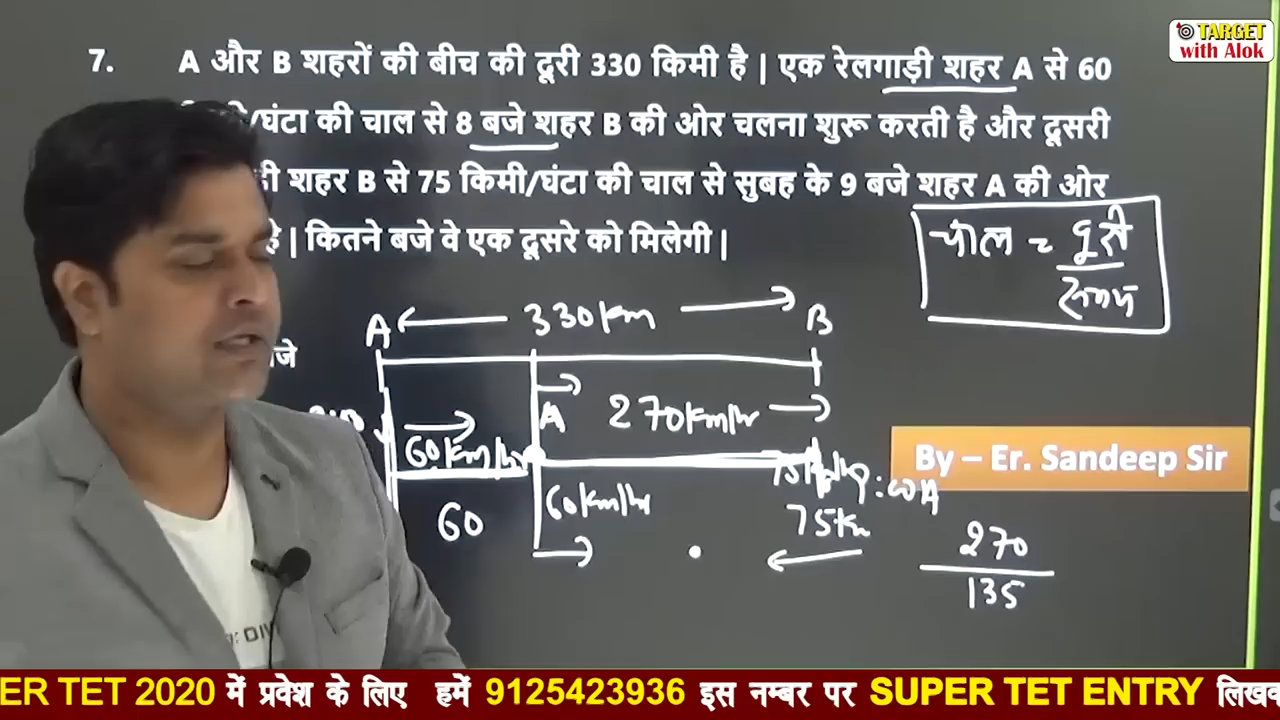 TARGET
with Alok
7. A और B शहरों की बीच की दूरी 330 किमी है | एक रेलगाड़ी शहर A से 60
/घंटा की चाल से 8 बजे शहर B की ओर चलना शुरू करती है और दूसरी
शहर B से 75 किमी/घंटा की चाल से सुबह के 9 बजे शहर A की ओर
है | कितने बजे वे एक दूसरे को मिलेगी |
चाल = दूरी
समय
A 330km B
A 270km/hr
60km/hr
60 60km/hr 75km
270
135
By – Er. Sandeep Sir
ER TET 2020 में प्रवेश के लिए हमें 9125423936 इस नम्बर पर SUPER TET ENTRY